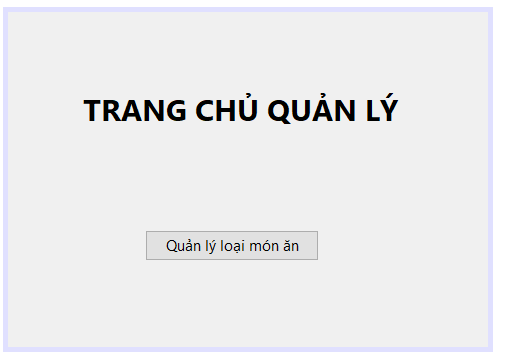 TRANG CHỦ QUẢN LÝ
Quản lý loại món ăn